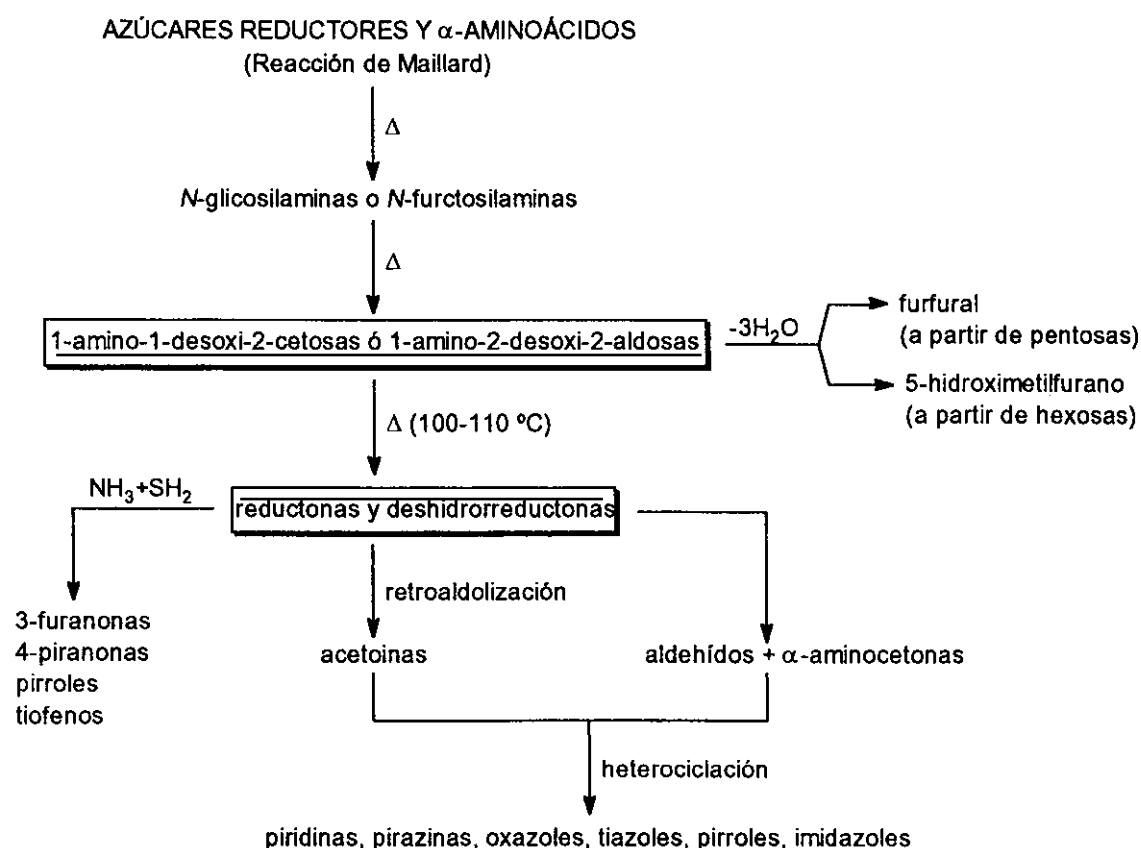 AZÚCARES REDUCTORES Y α-AMINOÁCIDOS
(Reacción de Maillard)
Δ
N-glicosilaminas o N-furctosilaminas
Δ
1-amino-1-desoxi-2-cetosas ó 1-amino-2-desoxi-2-aldosas
-3H₂O
furfural
(a partir de pentosas)
5-hidroximetilfurano
(a partir de hexosas)
Δ (100-110 ºC)
NH₃+SH₂
reductonas y deshidrorreductonas
retroaldolización
3-furanonas
4-piranonas
pirroles
tiofenos
acetoinas
aldehídos + α-aminocetonas
heterociclación
piridinas, pirazinas, oxazoles, tiazoles, pirroles, imidazoles